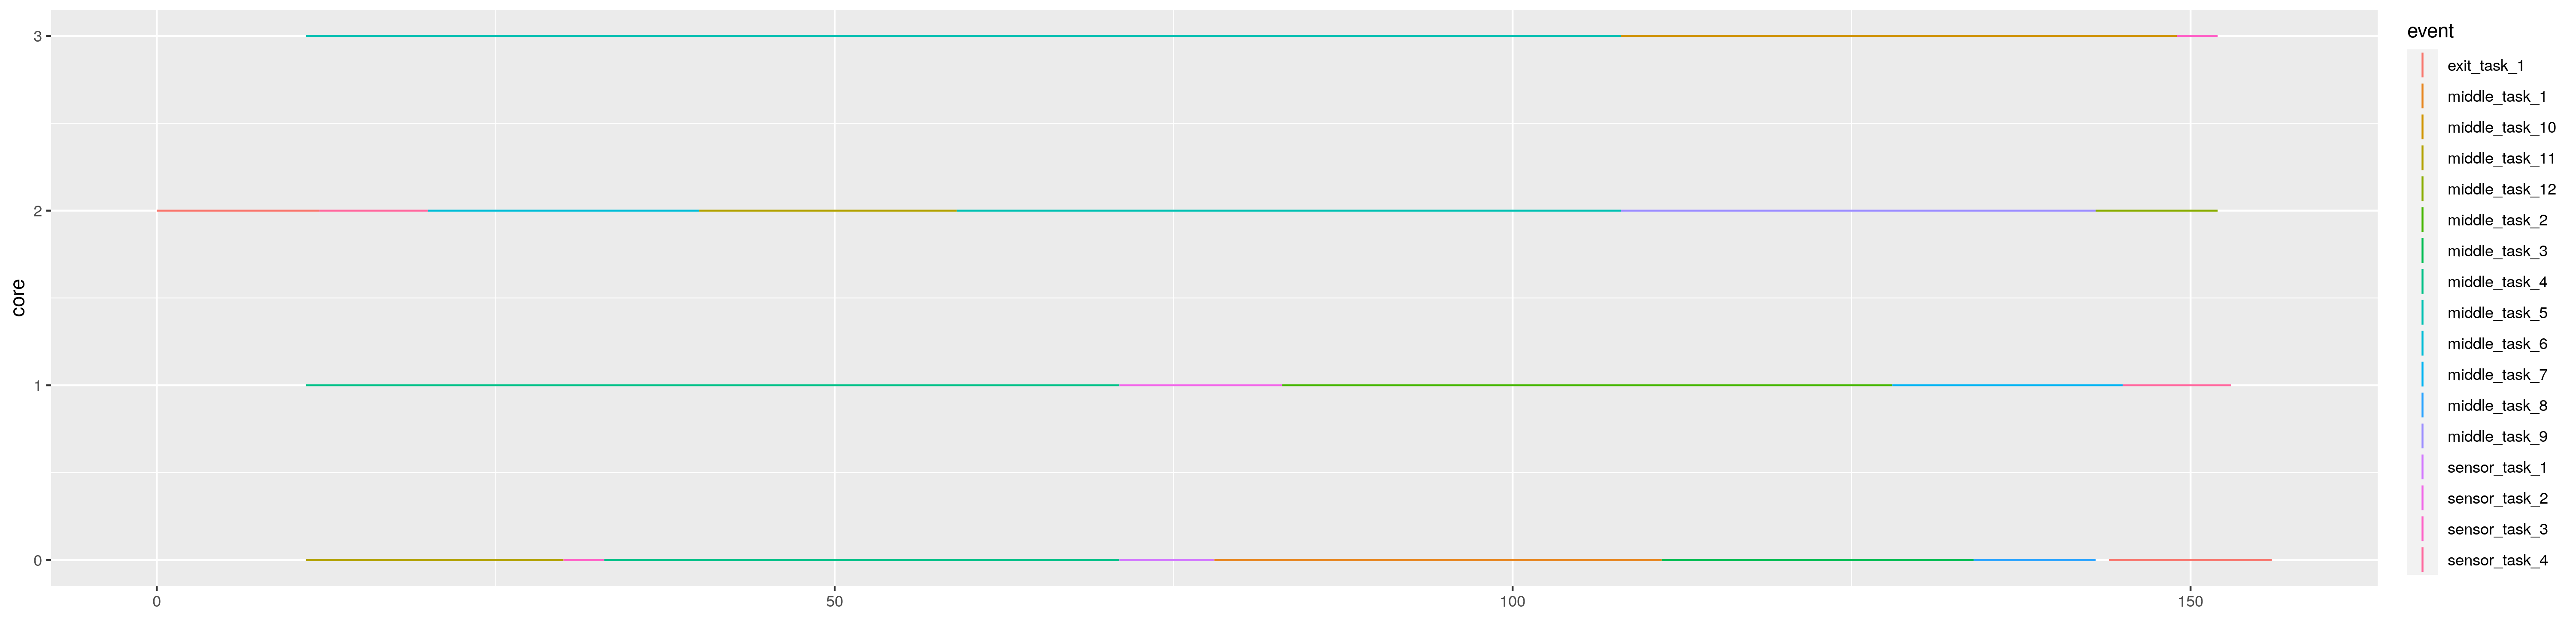 core
3
2
1
0
0
50
100
150
event
exit_task_1
middle_task_1
middle_task_10
middle_task_11
middle_task_12
middle_task_2
middle_task_3
middle_task_4
middle_task_5
middle_task_6
middle_task_7
middle_task_8
middle_task_9
sensor_task_1
sensor_task_2
sensor_task_3
sensor_task_4